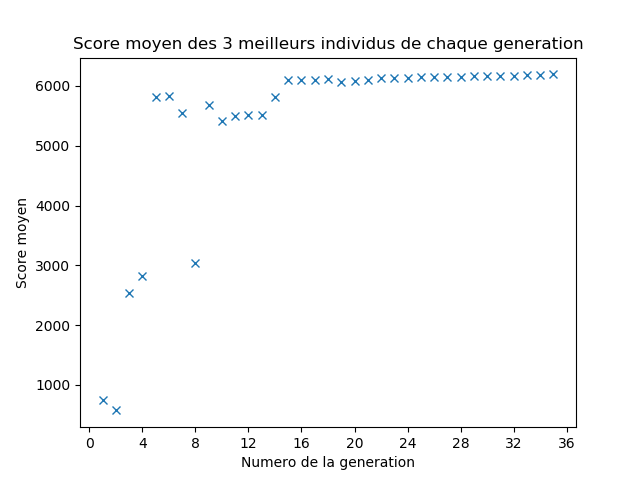 Score moyen des 3 meilleurs individus de chaque generation
6000
5000
4000
3000
2000
1000
Score moyen
0 4 8 12 16 20 24 28 32 36
Numero de la generation